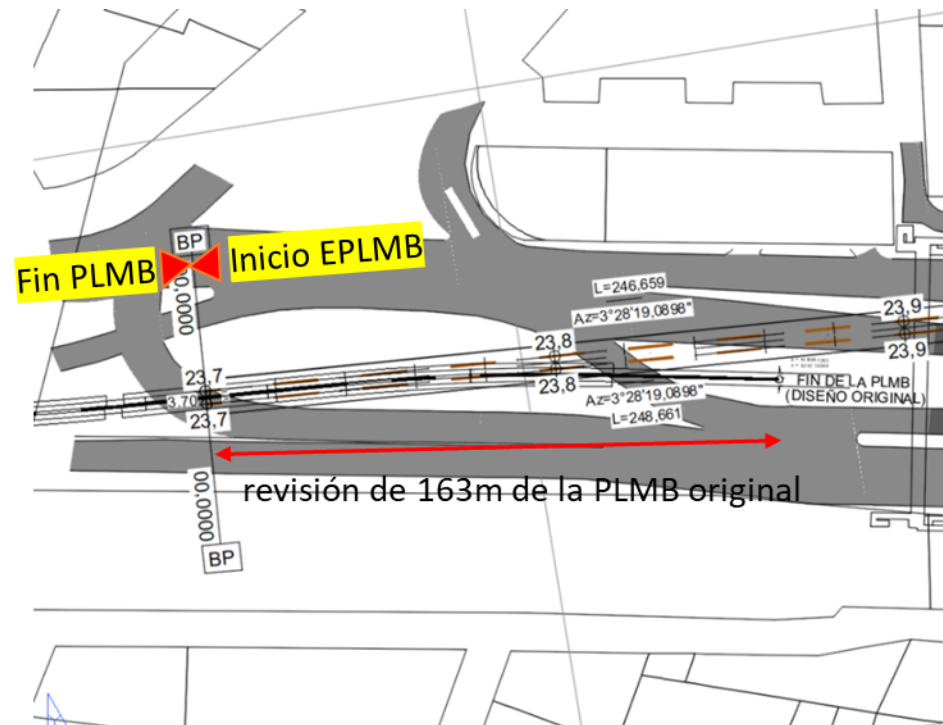 BP
Fin PLMB
Inicio EPLMB
00,0000
L=246,659
Az=3°28'19,0898"
23,9
23,8
23,9
23,7
23,8
3,70
FIN DE LA PLMB
(DISEÑO ORIGINAL)
Az=3°28'19,0898"
23,7
L=248,661
revisión de 163m de la PLMB original
00,0000
BP